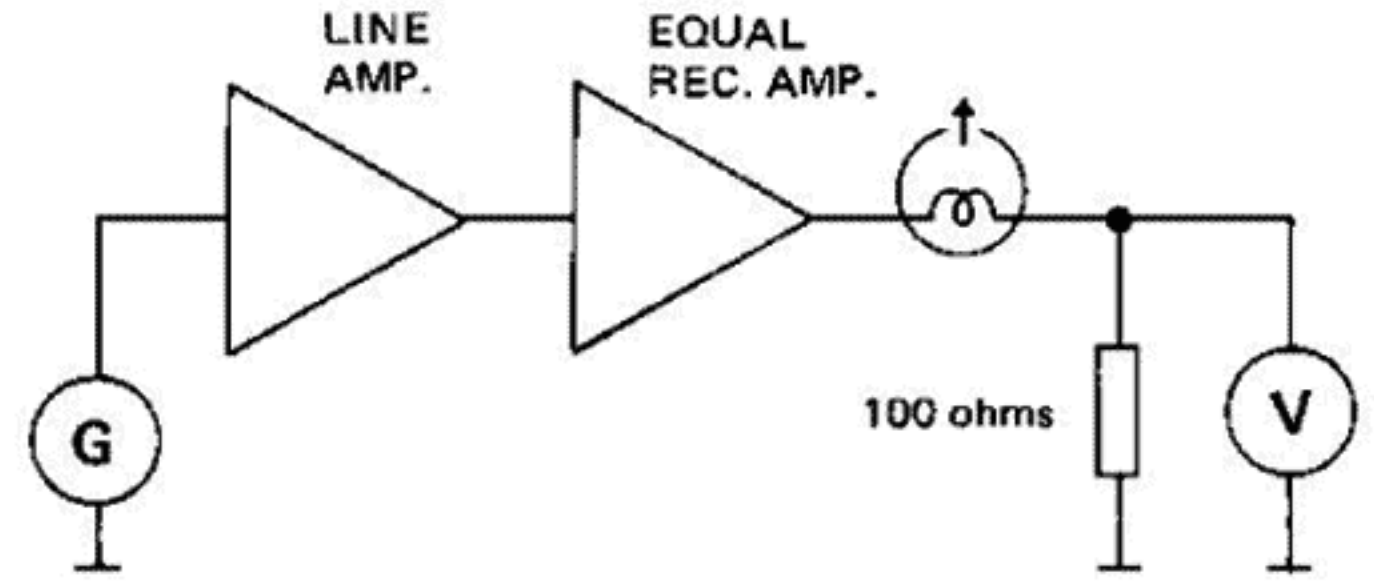 LINE
AMP.
EQUAL
REC. AMP.
G
100 ohms
V